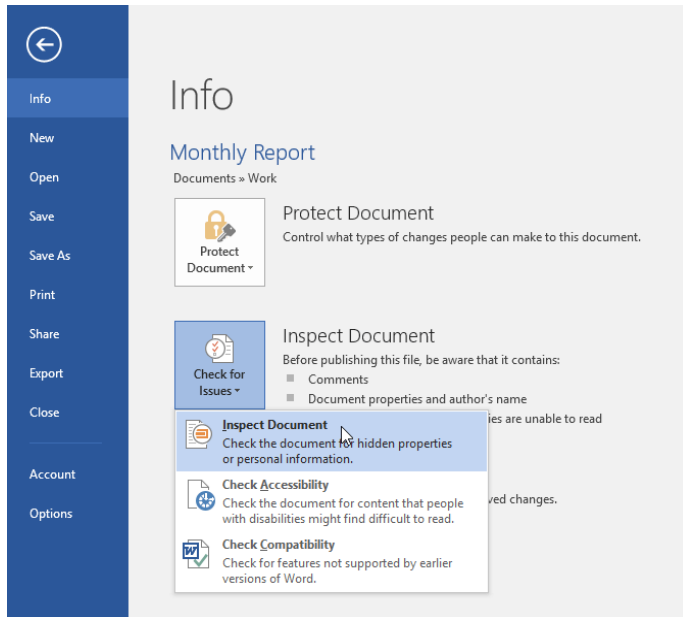 Info
New
Open
Save
Save As
Print
Share
Export
Close
Account
Options
Info
Monthly Report
Documents » Work
Protect
Document
Protect Document
Control what types of changes people can make to this document.
Check for
Issues
Inspect Document
Before publishing this file, be aware that it contains:
Comments
Document properties and author's name
ies are unable to read
ved changes.
Inspect Document
Check the document for hidden properties
or personal information.
Check Accessibility
Check the document for content that people
with disabilities might find difficult to read.
Check Compatibility
Check for features not supported by earlier
versions of Word.